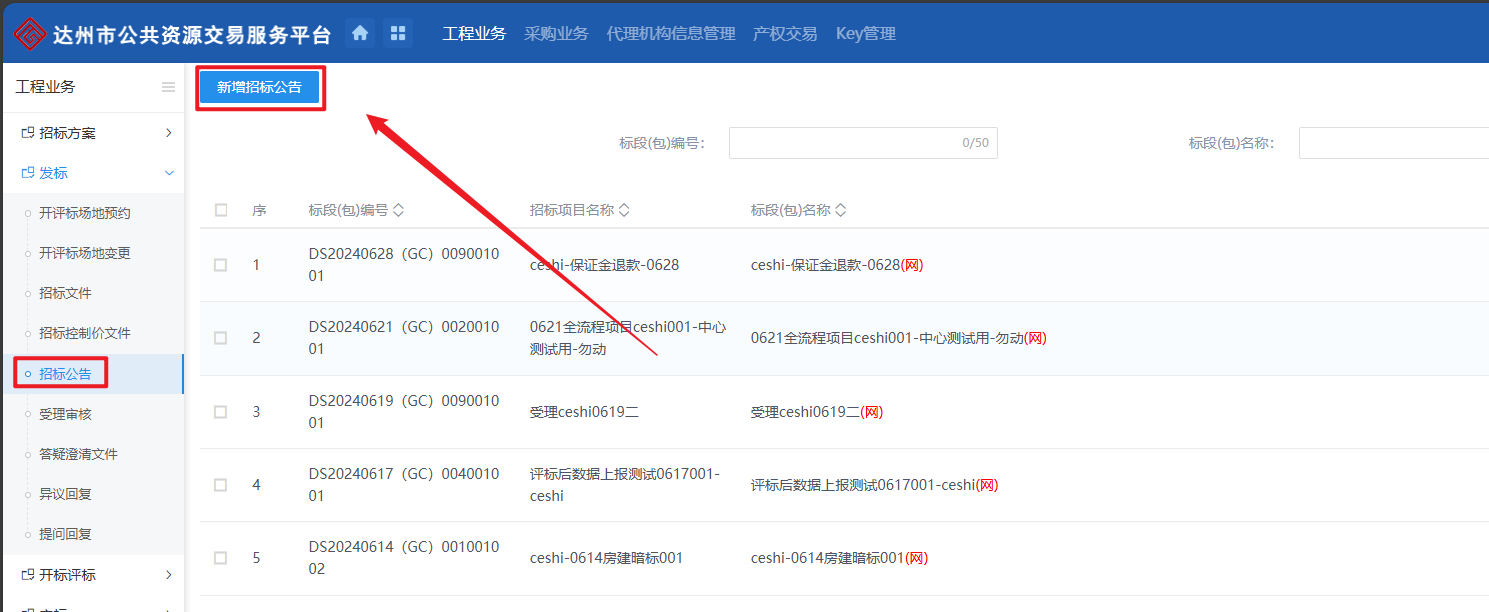 达州市公共资源交易服务平台
工程业务 采购业务 代理机构信息管理 产权交易 Key管理
工程业务
招标方案
发标
开评标场地预约
开评标场地变更
招标文件
招标控制价文件
招标公告
受理审核
答疑澄清文件
异议回复
提问回复
开标评标
新增招标公告
标段(包)编号： 0/50 标段(包)名称：
序 标段(包)编号 招标项目名称 标段(包)名称
1 DS20240628（GC）0090010
01 ceshi-保证金退款-0628 ceshi-保证金退款-0628(网)
2 DS20240621（GC）0020010
01 0621全流程项目ceshi001-中心
测试用-勿动 0621全流程项目ceshi001-中心测试用-勿动(网)
3 DS20240619（GC）0090010
01 受理ceshi0619二 受理ceshi0619二(网)
4 DS20240617（GC）0040010
01 评标后数据上报测试0617001-
ceshi 评标后数据上报测试0617001-ceshi(网)
5 DS20240614（GC）0010010
02 ceshi-0614房建暗标001 ceshi-0614房建暗标001(网)